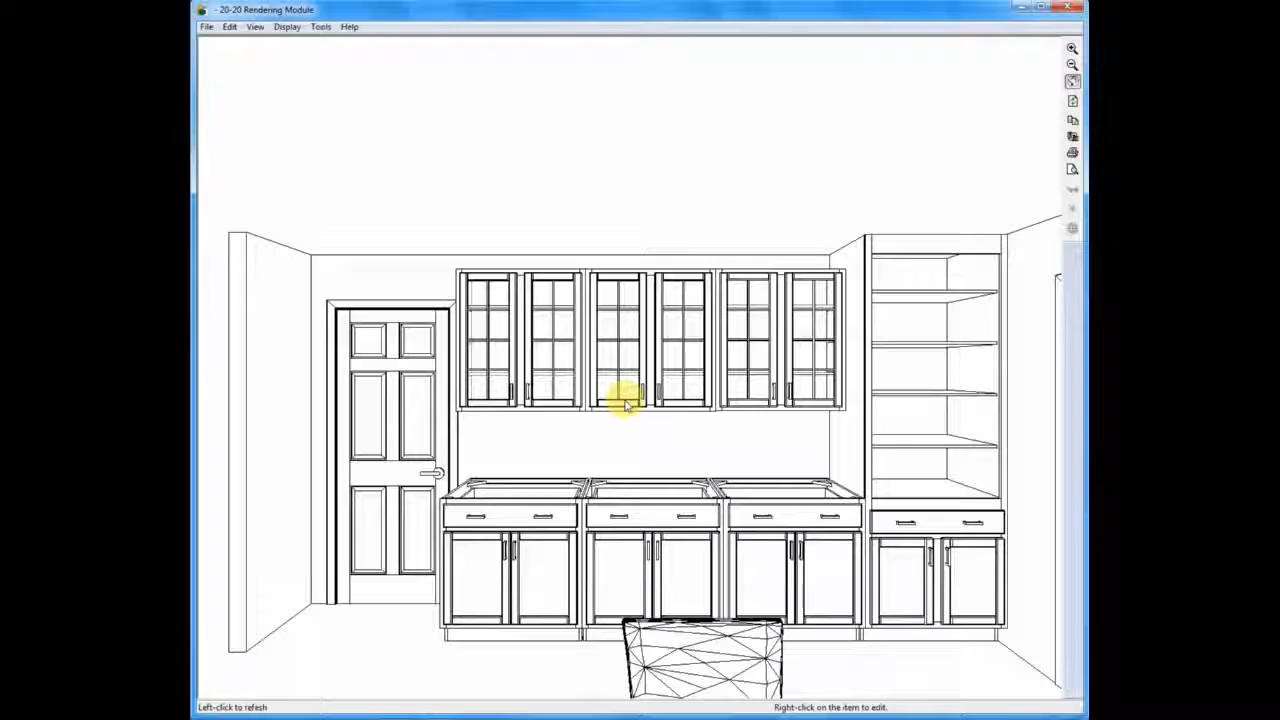 - 20-20 Rendering Module
File Edit View Display Tools Help
Left-click to refesh
Right-click on the item to edit.